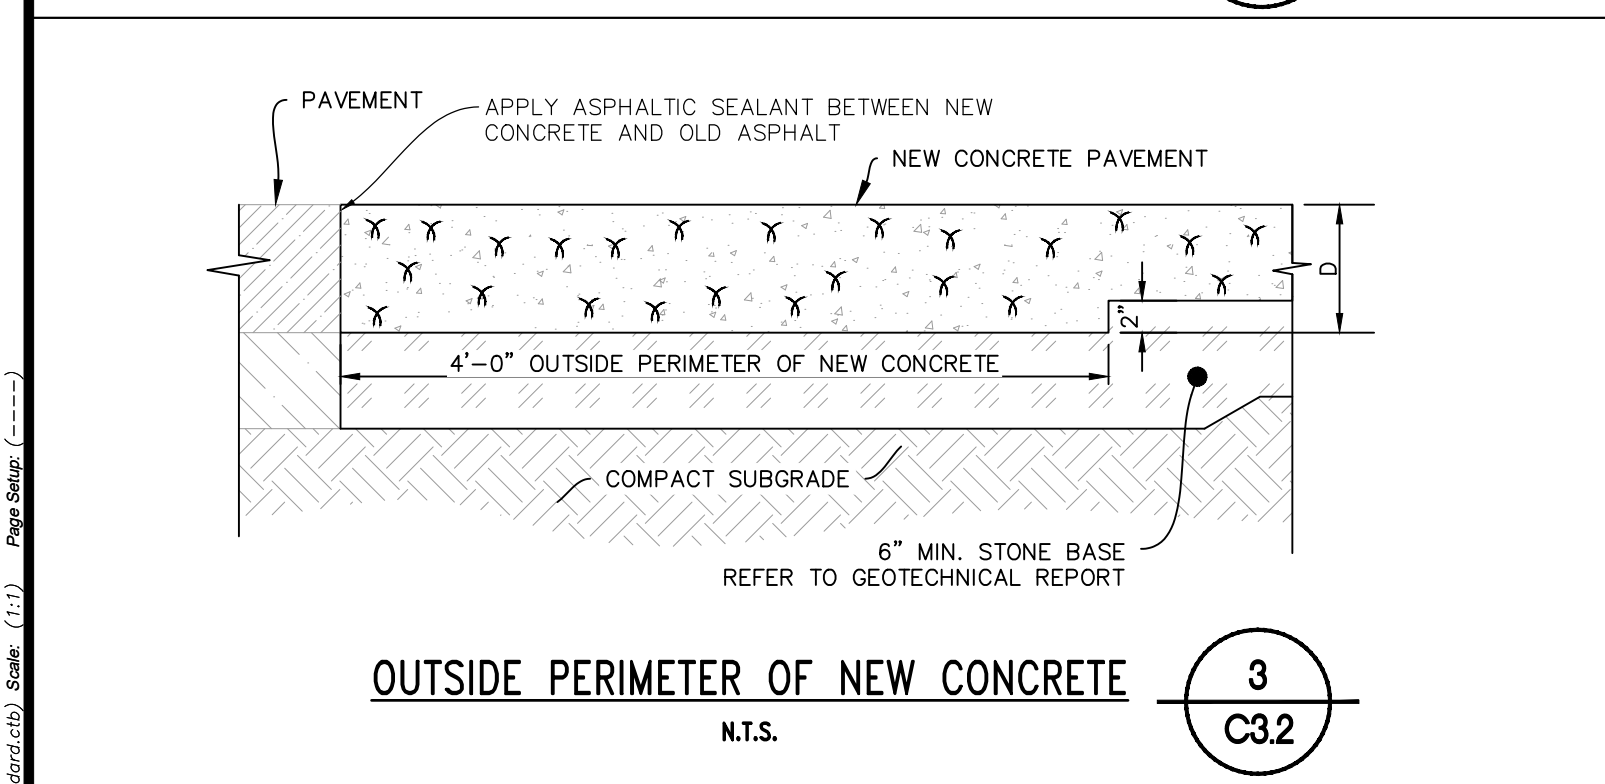 PAVEMENT
APPLY ASPHALTIC SEALANT BETWEEN NEW
CONCRETE AND OLD ASPHALT
NEW CONCRETE PAVEMENT
D
2"
4'-0" OUTSIDE PERIMETER OF NEW CONCRETE
COMPACT SUBGRADE
6" MIN. STONE BASE
REFER TO GEOTECHNICAL REPORT
OUTSIDE PERIMETER OF NEW CONCRETE
N.T.S.
3
C3.2
dard.ctb) Scale: (1:1) Page Setup: (----)